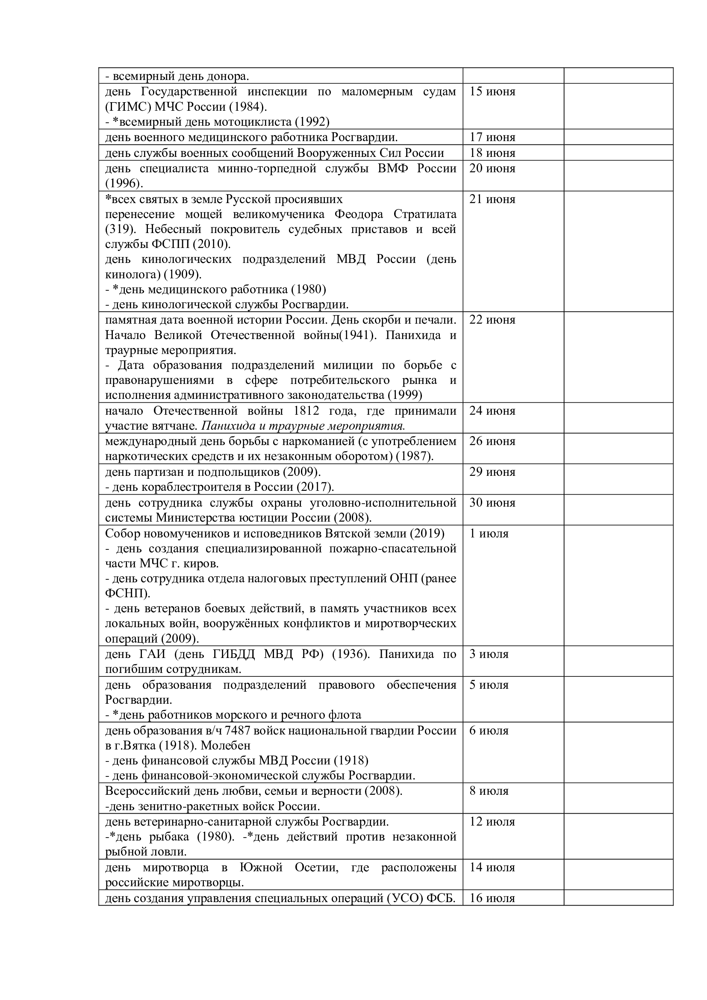 - всемирный день донора.
день Государственной инспекции по маломерным судам 15 июня
(ГИМС) МЧС России (1984).
- *всемирный день мотоциклиста (1992)
день военного медицинского работника Росгвардии. 17 июня
день службы военных сообщений Вооруженных Сил России 18 июня
день специалиста минно-торпедной службы ВМФ России 20 июня
(1996).
*всех святых в земле Русской просиявших 21 июня
перенесение мощей великомученика Феодора Стратилата
(319). Небесный покровитель судебных приставов и всей
службы ФСПП (2010).
день кинологических подразделений МВД России (день
кинолога) (1909).
- *день медицинского работника (1980)
- день кинологической службы Росгвардии.
памятная дата военной истории России. День скорби и печали. 22 июня
Начало Великой Отечественной войны(1941). Панихида и
траурные мероприятия.
- Дата образования подразделений милиции по борьбе с
правонарушениями в сфере потребительского рынка и
исполнения административного законодательства (1999)
начало Отечественной войны 1812 года, где принимали 24 июня
участие вятчане. Панихида и траурные мероприятия.
международный день борьбы с наркоманией (с употреблением 26 июня
наркотических средств и их незаконным оборотом) (1987).
день партизан и подпольщиков (2009). 29 июня
- день кораблестроителя в России (2017).
день сотрудника службы охраны уголовно-исполнительной 30 июня
системы Министерства юстиции России (2008).
Собор новомучеников и исповедников Вятской земли (2019) 1 июля
- день создания специализированной пожарно-спасательной
части МЧС г. киров.
- день сотрудника отдела налоговых преступлений ОНП (ранее
ФСНП).
- день ветеранов боевых действий, в память участников всех
локальных войн, вооружённых конфликтов и миротворческих
операций (2009).
день ГАИ (день ГИБДД МВД РФ) (1936). Панихида по 3 июля
погибшим сотрудникам.
день образования подразделений правового обеспечения 5 июля
Росгвардии.
- *день работников морского и речного флота
день образования в/ч 7487 войск национальной гвардии России 6 июля
в г.Вятка (1918). Молебен
- день финансовой службы МВД России (1918)
- день финансовой-экономической службы Росгвардии.
Всероссийский день любви, семьи и верности (2008). 8 июля
-день зенитно-ракетных войск России.
день ветеринарно-санитарной службы Росгвардии. 12 июля
-*день рыбака (1980). -*день действий против незаконной
рыбной ловли.
день миротворца в Южной Осетии, где расположены 14 июля
российские миротворцы.
день создания управления специальных операций (УСО) ФСБ. 16 июля